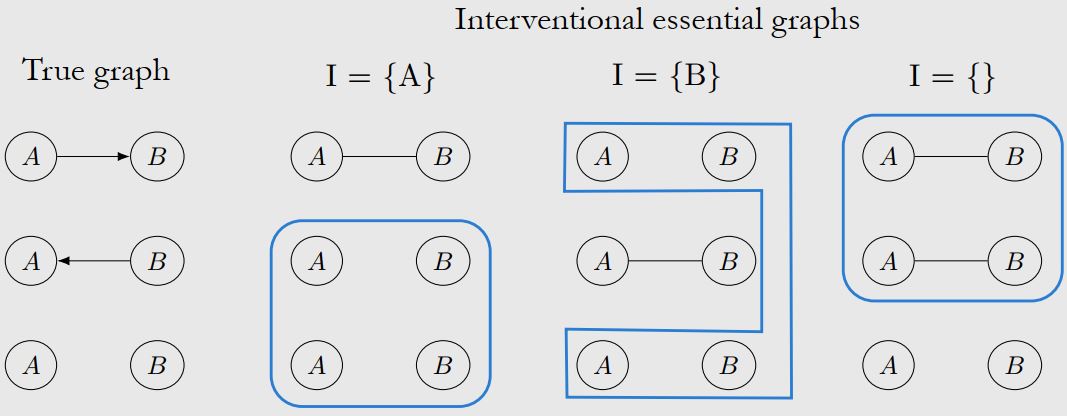 Interventional essential graphs
True graph I = {A} I = {B} I = {}
A B A B A B A B
A B A B A B A B
A B A B A B A B